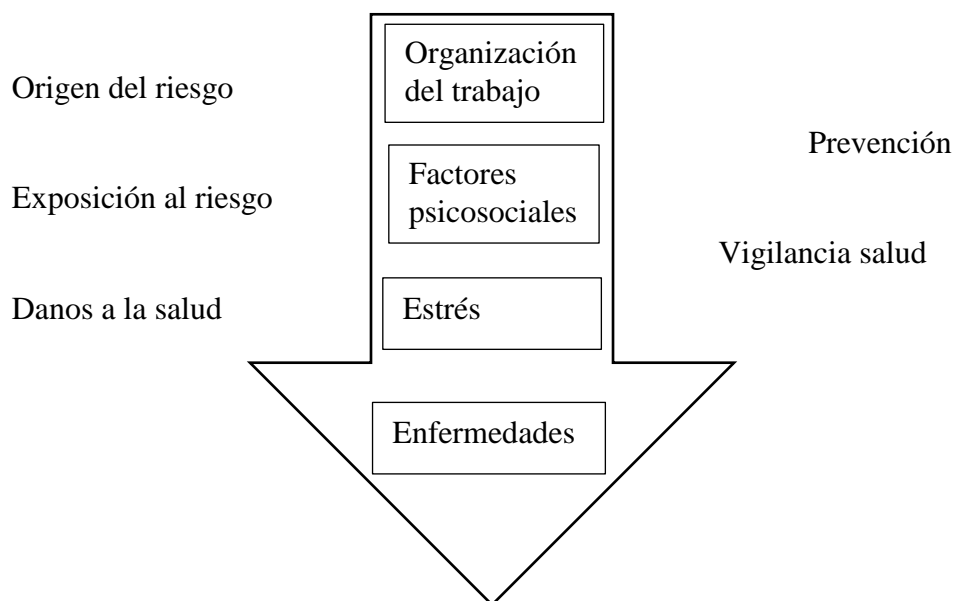 Organización
del trabajo
Origen del riesgo
Prevención
Factores
psicosociales
Exposición al riesgo
Vigilancia salud
Danos a la salud
Estrés
Enfermedades